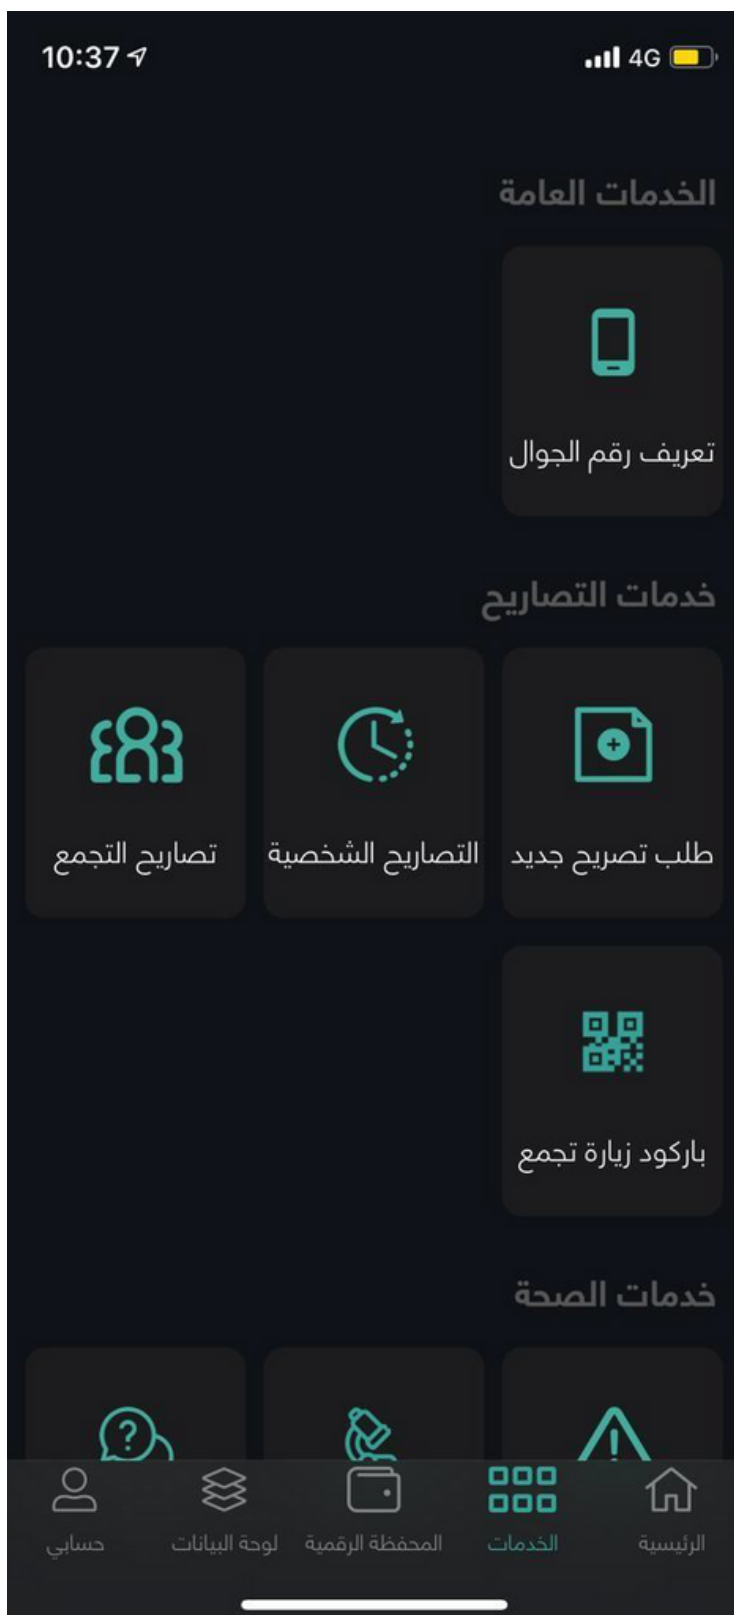 10:37
4G
الخدمات العامة
تعريف رقم الجوال
خدمات التصاريح
طلب تصريح جديد
التصاريح الشخصية
تصاريح التجمع
باركود زيارة تجمع
خدمات الصحة
الرئيسية
الخدمات
المحفظة الرقمية
لوحة البيانات
حسابي